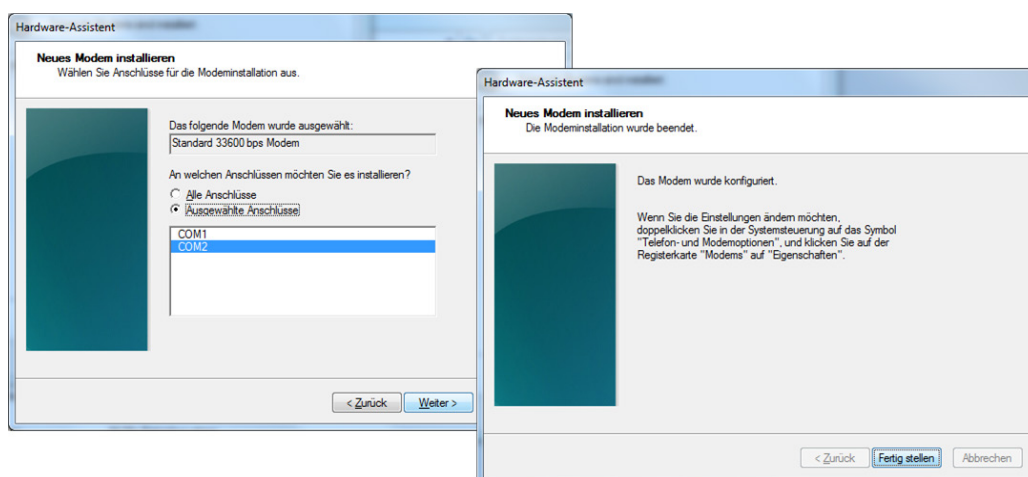 Hardware-Assistent
Neues Modem installieren
Wählen Sie Anschlüsse für die Modeminstallation aus.
Das folgende Modem wurde ausgewählt:
Standard 33600 bps Modem
An welchen Anschlüssen möchten Sie es installieren?
Alle Anschlüsse
Ausgewählte Anschlüsse
COM1
COM2
< Zurück
Weiter >
Hardware-Assistent
Neues Modem installieren
Die Modeminstallation wurde beendet.
Das Modem wurde konfiguriert.
Wenn Sie die Einstellungen ändern möchten,
doppelklicken Sie in der Systemsteuerung auf das Symbol
"Telefon- und Modemoptionen", und klicken Sie auf der
Registerkarte "Modems" auf "Eigenschaften".
< Zurück
Fertig stellen
Abbrechen